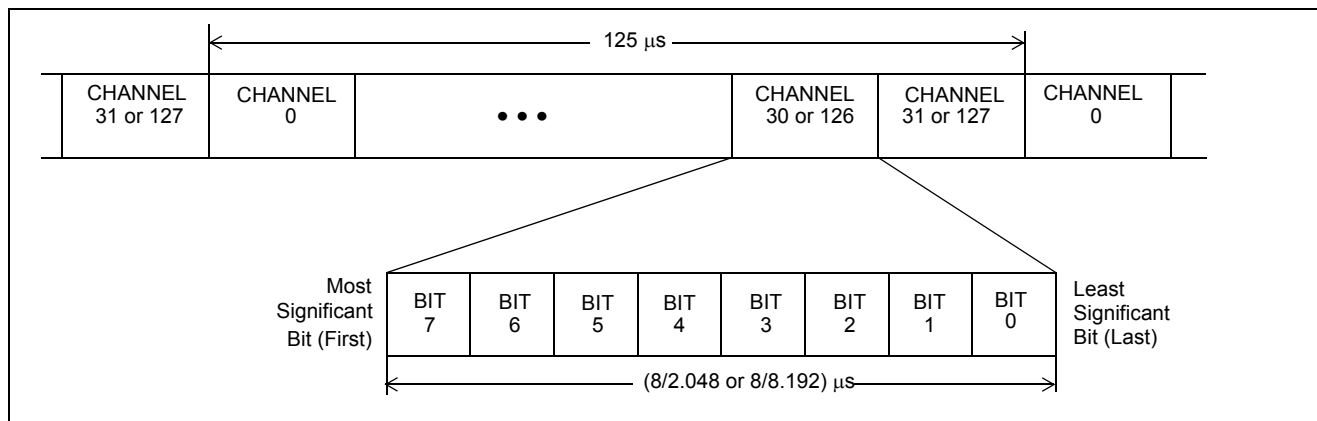 125 μs
CHANNEL
31 or 127
CHANNEL
0
• • •
CHANNEL
30 or 126
CHANNEL
31 or 127
CHANNEL
0
Most
Significant
Bit (First)
BIT
7
BIT
6
BIT
5
BIT
4
BIT
3
BIT
2
BIT
1
BIT
0
Least
Significant
Bit (Last)
(8/2.048 or 8/8.192) μs